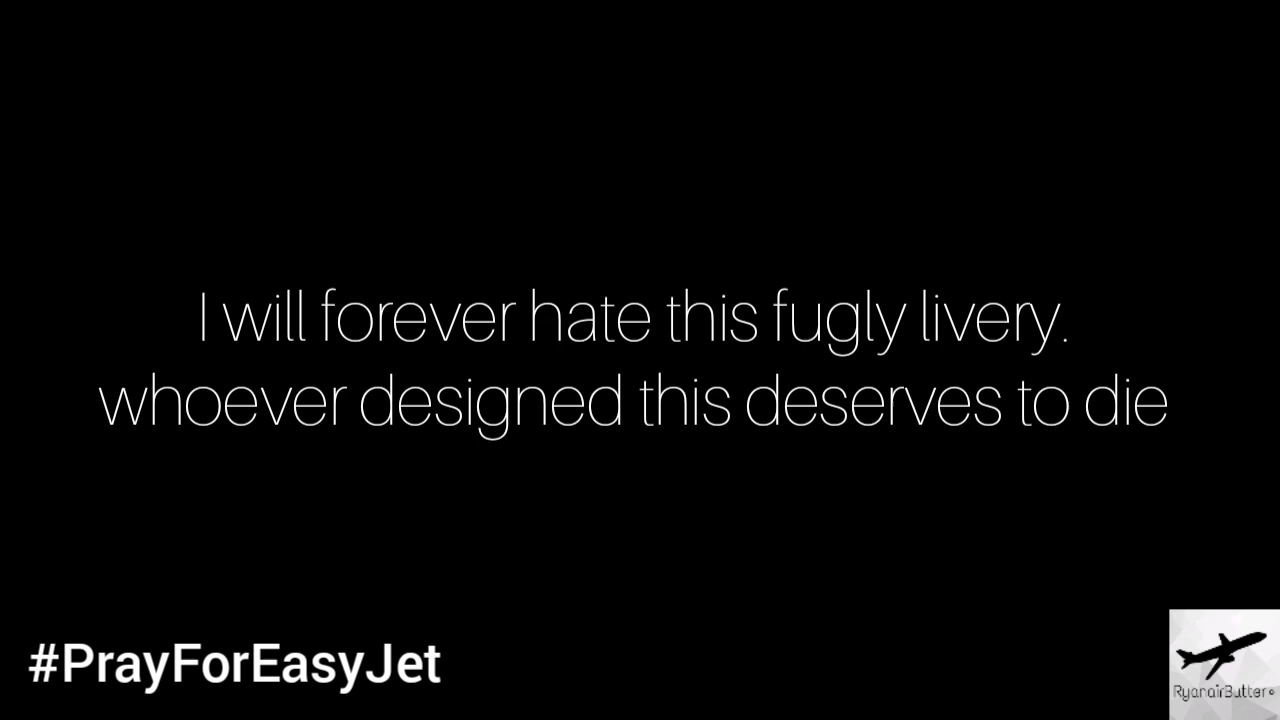 I will forever hate this fugly livery.
whoever designed this deserves to die
#PrayForEasyJet
RyanairButter